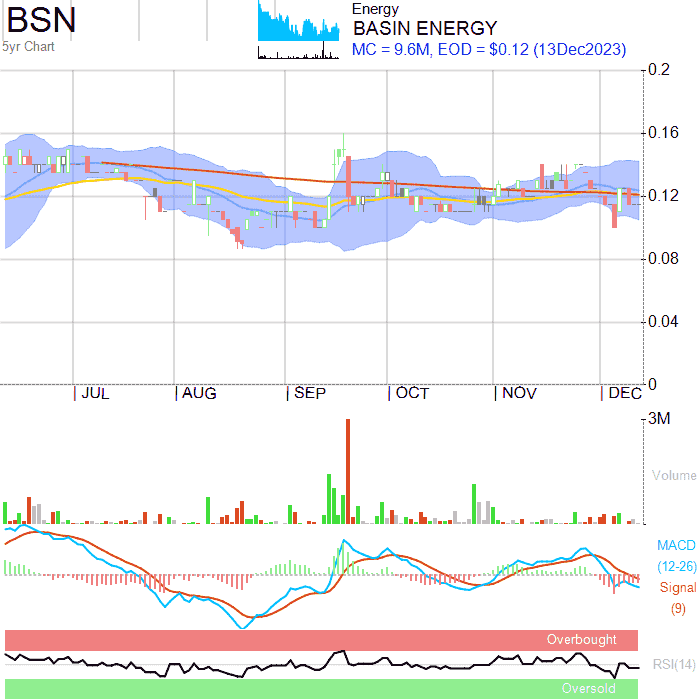 BSN
5yr Chart
Energy
BASIN ENERGY
MC = 9.6M, EOD = $0.12 (13Dec2023)
0.2
0.16
0.12
0.08
0.04
0
JUL AUG SEP OCT NOV DEC
3M
Volume
MACD
(12-26)
Signal
(9)
Overbought
RSI(14)
Oversold